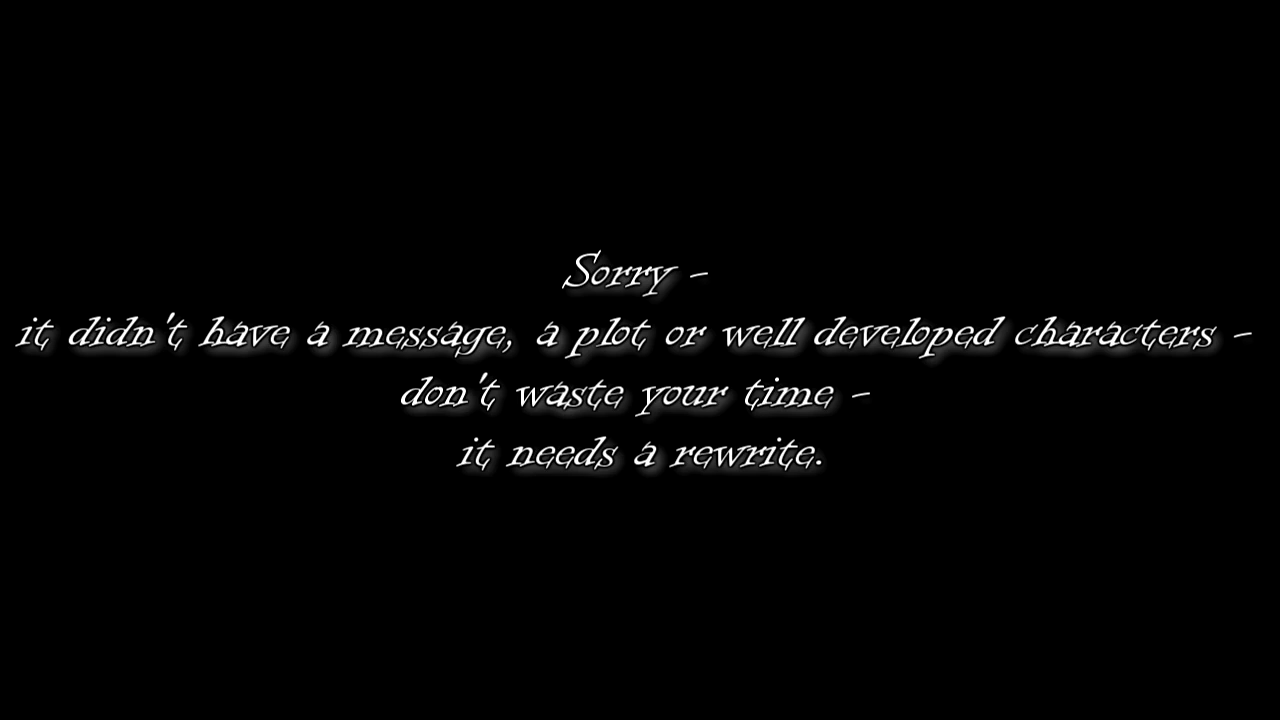 Sorry -
it didn't have a message, a plot or well developed characters -
don't waste your time -
it needs a rewrite.